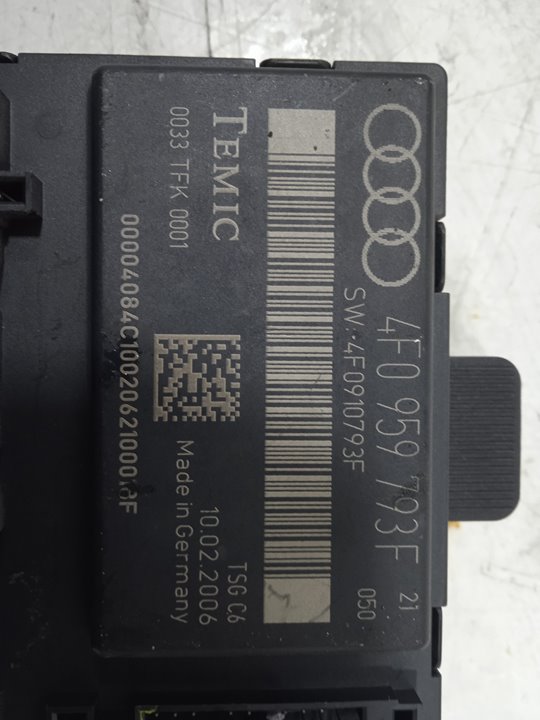 4F0 959 793F 21
SW: 4F0910793F 050
TEMIC
0033 TFK 0001
TSG C6
10.02.2006
Made in Germany